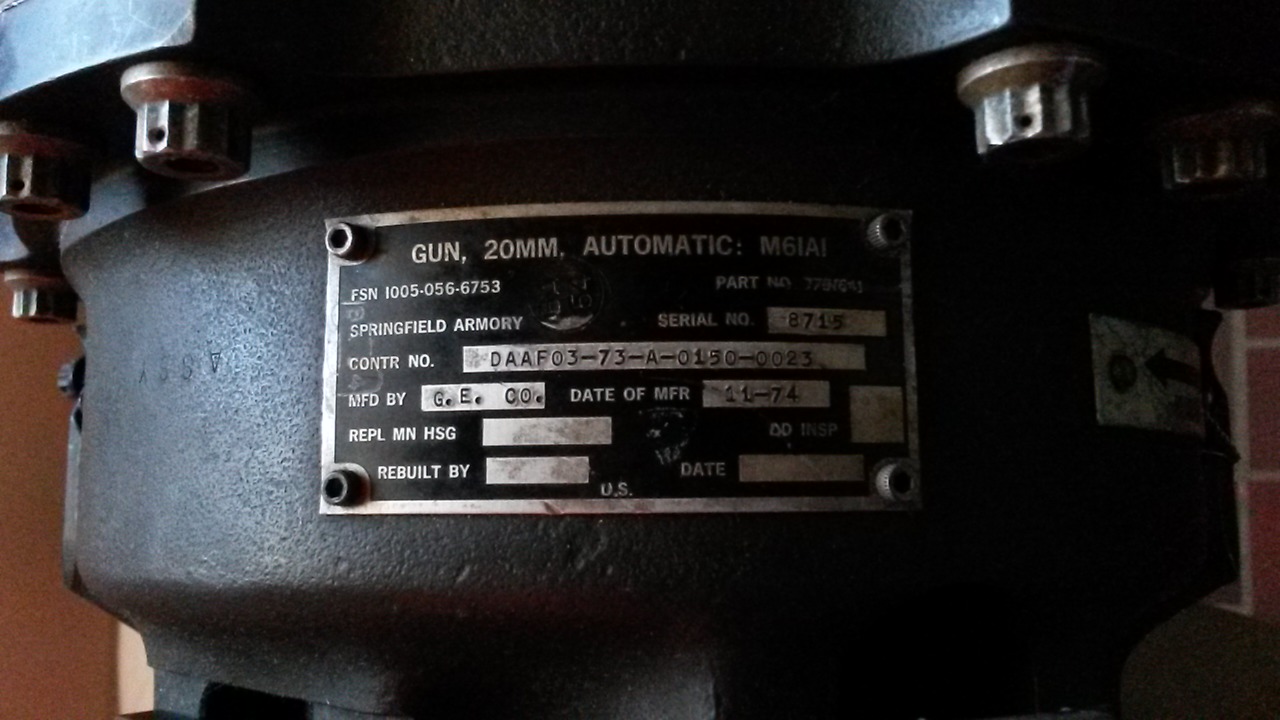 GUN, 20MM, AUTOMATIC: M61A1
FSN 1005-056-6753 PART NO
SPRINGFIELD ARMORY SERIAL NO. 8715
CONTR NO. DAAF03-73-A-0150-0023
MFD BY G.E. CO. DATE OF MFR 11-74
REPL MN HSG DD INSP
REBUILT BY DATE
U.S.
ASSY